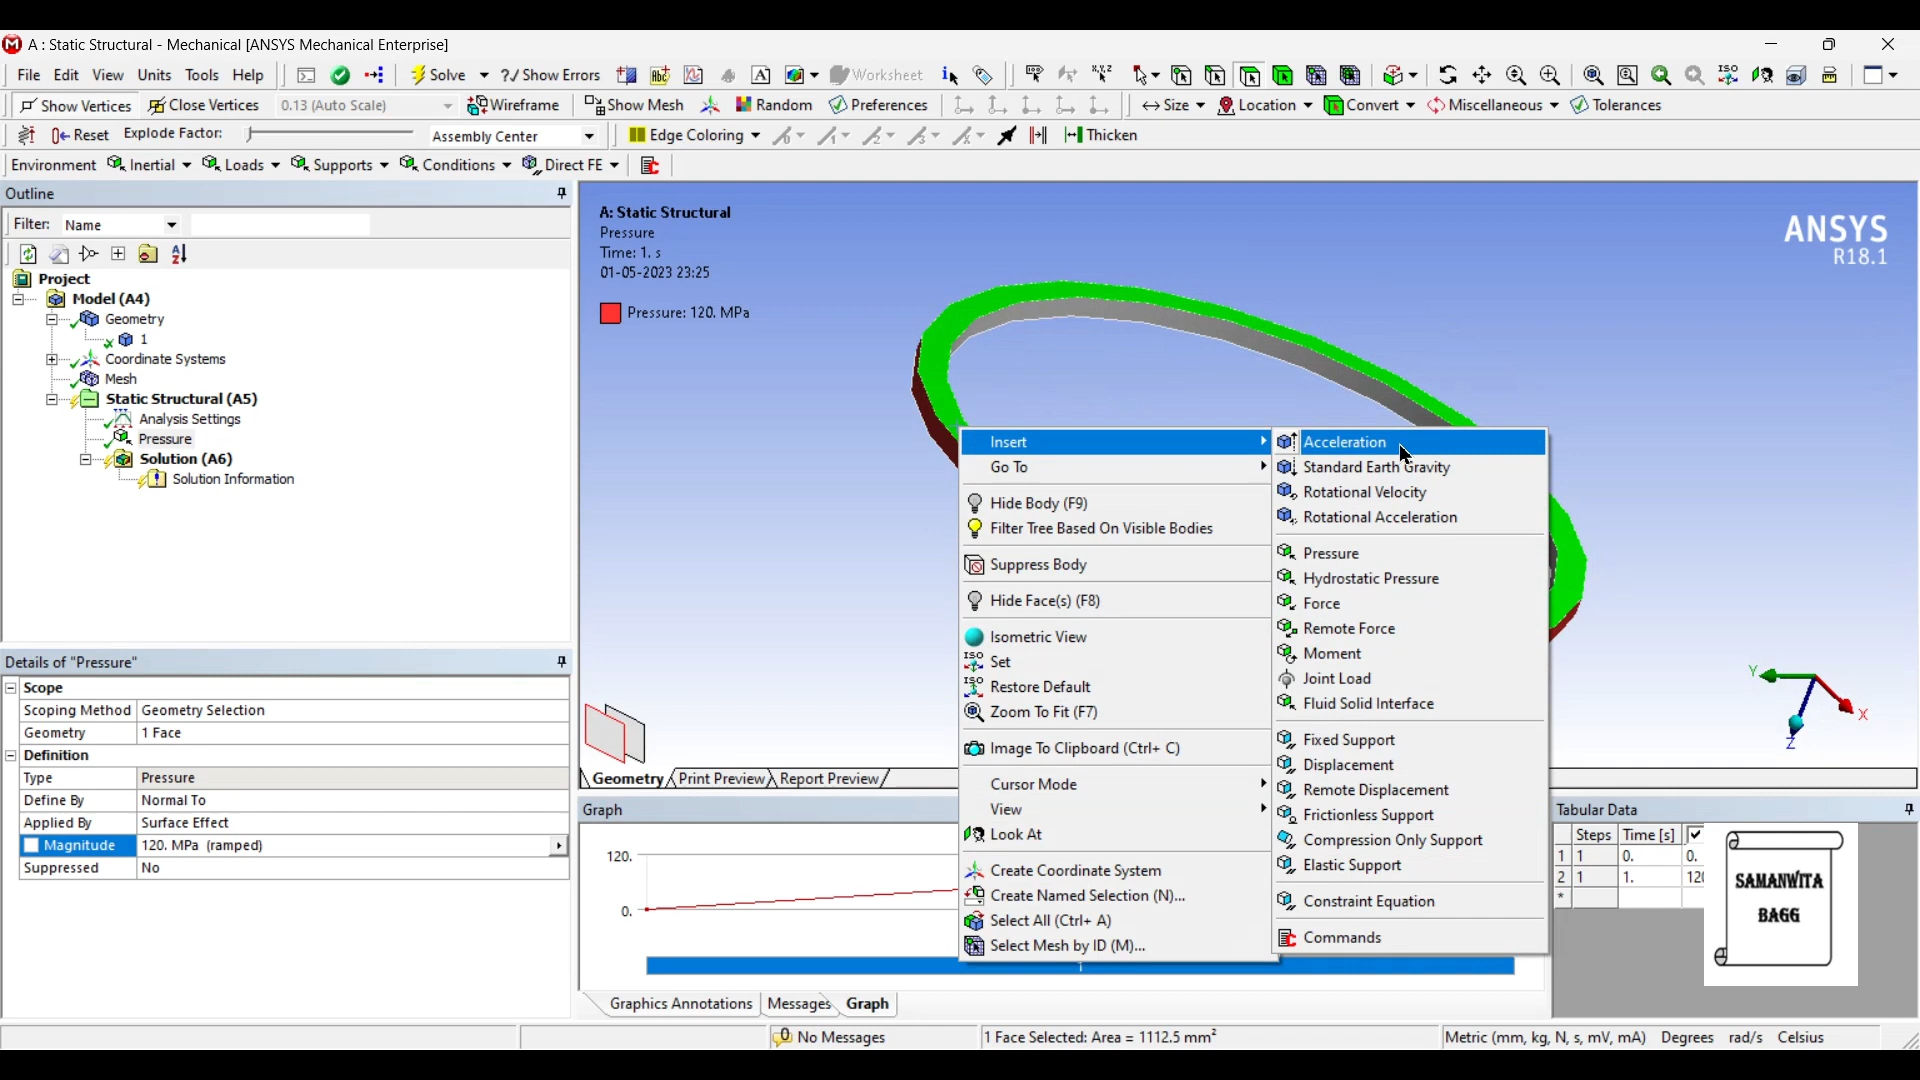 A : Static Structural - Mechanical [ANSYS Mechanical Enterprise]
File Edit View Units Tools Help Solve ?/ Show Errors Worksheet
Show Vertices Close Vertices 0.13 (Auto Scale) Wireframe Show Mesh Random Preferences Size Location Convert Miscellaneous Tolerances
Reset Explode Factor: Assembly Center Edge Coloring Thicken
Environment Inertial Loads Supports Conditions Direct FE
Outline
Filter: Name
Project
Model (A4)
Geometry
1
Coordinate Systems
Mesh
Static Structural (A5)
Analysis Settings
Pressure
Solution (A6)
Solution Information
Details of "Pressure"
Scope
Scoping Method Geometry Selection
Geometry 1 Face
Definition
Type Pressure
Define By Normal To
Applied By Surface Effect
Magnitude 120. MPa (ramped)
Suppressed No
A: Static Structural
Pressure
Time: 1. s
01-05-2023 23:25
Pressure: 120. MPa
ANSYS
R18.1
Insert
Go To
Hide Body (F9)
Filter Tree Based On Visible Bodies
Suppress Body
Hide Face(s) (F8)
Isometric View
ISO Set
ISO Restore Default
Zoom To Fit (F7)
Image To Clipboard (Ctrl+ C)
Cursor Mode
View
Look At
Create Coordinate System
Create Named Selection (N)...
Select All (Ctrl+ A)
Select Mesh by ID (M)...
Acceleration
Standard Earth Gravity
Rotational Velocity
Rotational Acceleration
Pressure
Hydrostatic Pressure
Force
Remote Force
Moment
Joint Load
Fluid Solid Interface
Fixed Support
Displacement
Remote Displacement
Frictionless Support
Compression Only Support
Elastic Support
Constraint Equation
Commands
Y
X
Z
Geometry Print Preview Report Preview
Graph
120.
0.
1
Graphics Annotations Messages Graph
Tabular Data
Steps Time [s]
1 1 0. 0.
2 1 1. 120
*
SAMANWITA
BAGG
No Messages 1 Face Selected: Area = 1112.5 mm² Metric (mm, kg, N, s, mV, mA) Degrees rad/s Celsius